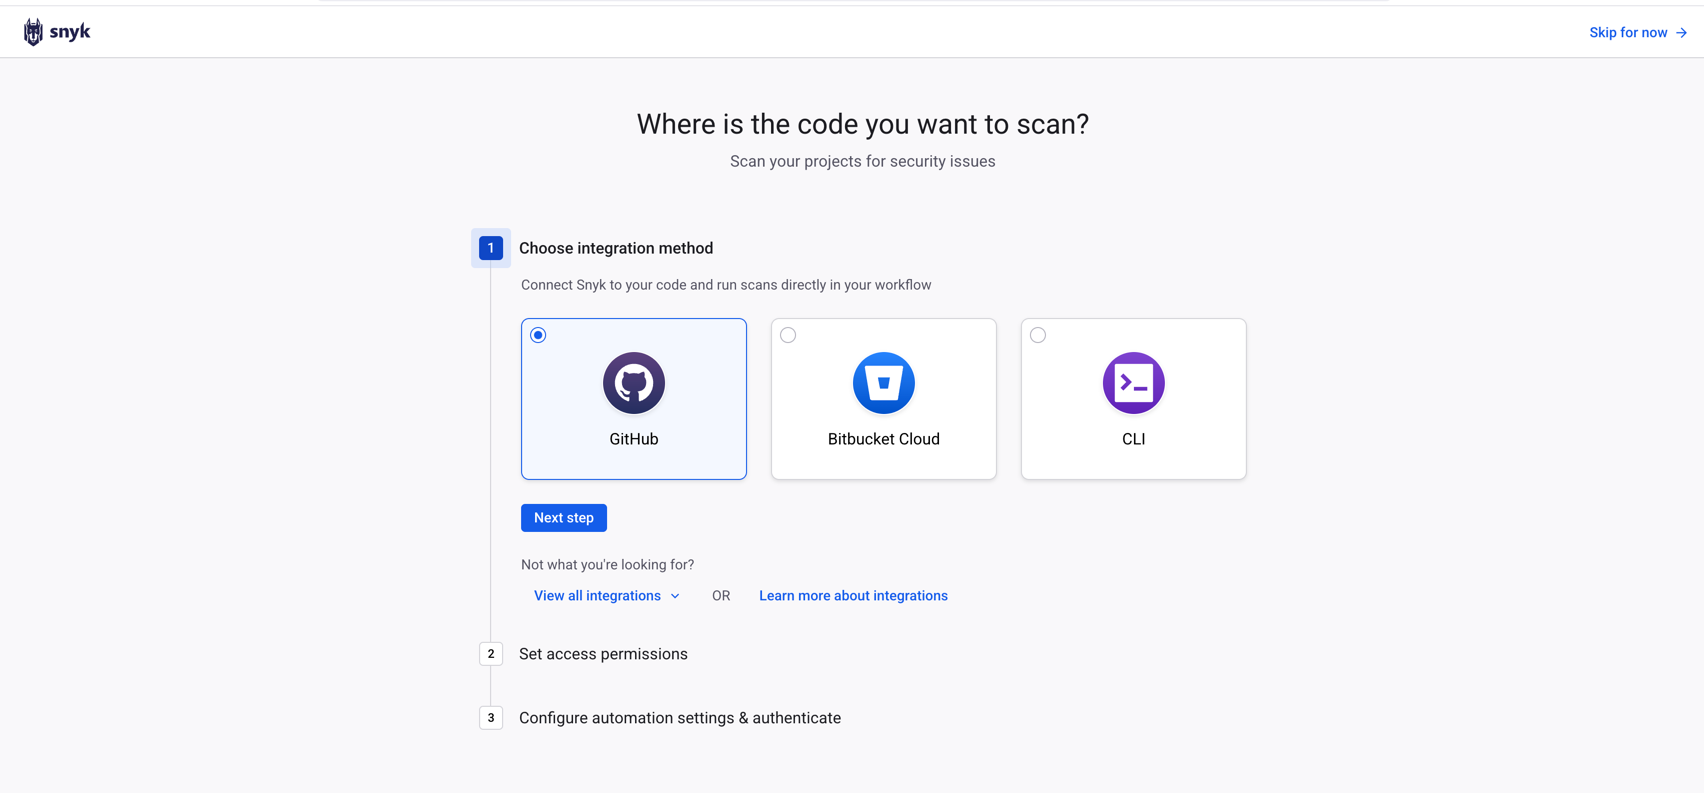 snyk
Skip for now
Where is the code you want to scan?
Scan your projects for security issues
1 Choose integration method
Connect Snyk to your code and run scans directly in your workflow
GitHub Bitbucket Cloud CLI
Next step
Not what you're looking for?
View all integrations OR Learn more about integrations
2 Set access permissions
3 Configure automation settings & authenticate